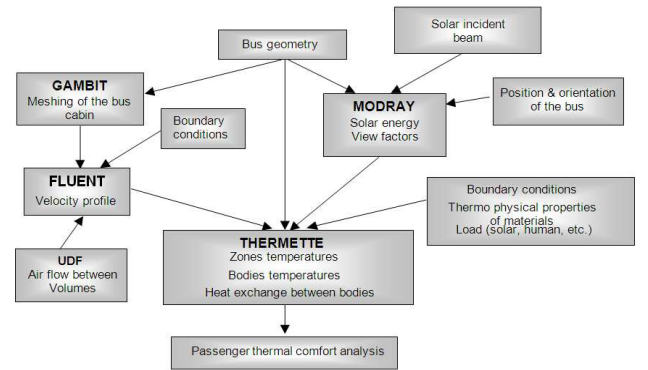 Bus geometry
Solar incident
beam
GAMBIT
Meshing of the bus
cabin
Boundary
conditions
MODRAY
Solar energy
View factors
Position & orientation
of the bus
FLUENT
Velocity profile
Boundary conditions
Thermo physical properties
of materials
Load (solar, human, etc.)
UDF
Air flow between
Volumes
THERMETTE
Zones temperatures
Bodies temperatures
Heat exchange between bodies
Passenger thermal comfort analysis